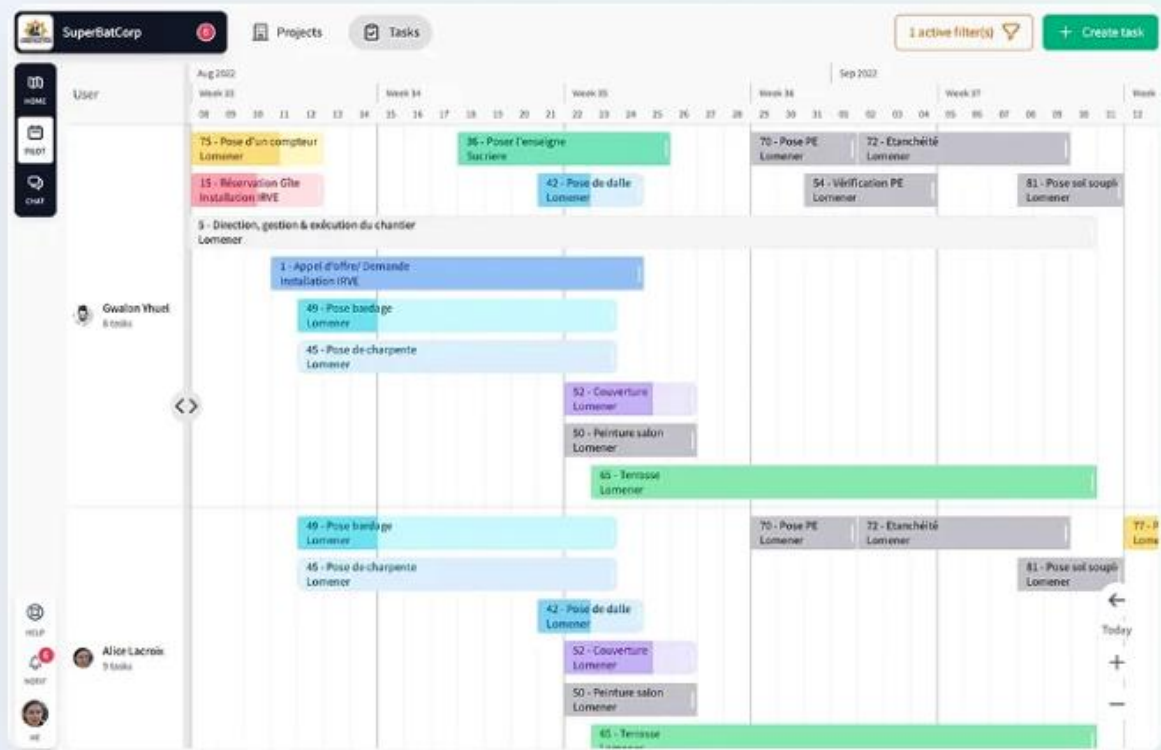 SuperBatCorp
Projects
Tasks
1 active filter(s)
+ Create task
HOME
PILOT
CHAT
User
Aug 2022
Sep 2022
Week 33
Week 34
Week 35
Week 36
Week 37
Week
08 09 10 11 12 13 14 15 16 17 18 19 20 21 22 23 24 25 26 27 28 29 30 31 01 02 03 04 05 06 07 08 09 10 11 12
75 - Pose d'un compteur
Lomener
36 - Poser l'enseigne
Sucriere
70 - Pose PE
Lomener
72 - Etanchéité
Lomener
15 - Réservation Gîte
Installation IRVE
42 - Pose de dalle
Lomener
54 - Vérification PE
Lomener
81 - Pose sol soupl
Lomener
5 - Direction, gestion & exécution du chantier
Lomener
1 - Appel d'offre/ Demande
Installation IRVE
Gwalon Yhuel
tasks
49 - Pose bardage
Lomener
45 - Pose de charpente
Lomener
52 - Couverture
Lomener
50 - Peinture salon
Lomener
65 - Terrasse
Lomener
49 - Pose bardage
Lomener
70 - Pose PE
Lomener
72 - Etanchéité
Lomener
77 - P
Lome
45 - Pose de charpente
Lomener
81 - Pose sol soupl
Lomener
42 - Pose de dalle
Lomener
Today
Alice Lacroix
9 tasks
52 - Couverture
Lomener
50 - Peinture salon
Lomener
65 - Terrasse
Lomener
HELP
NOTIF
6
ME